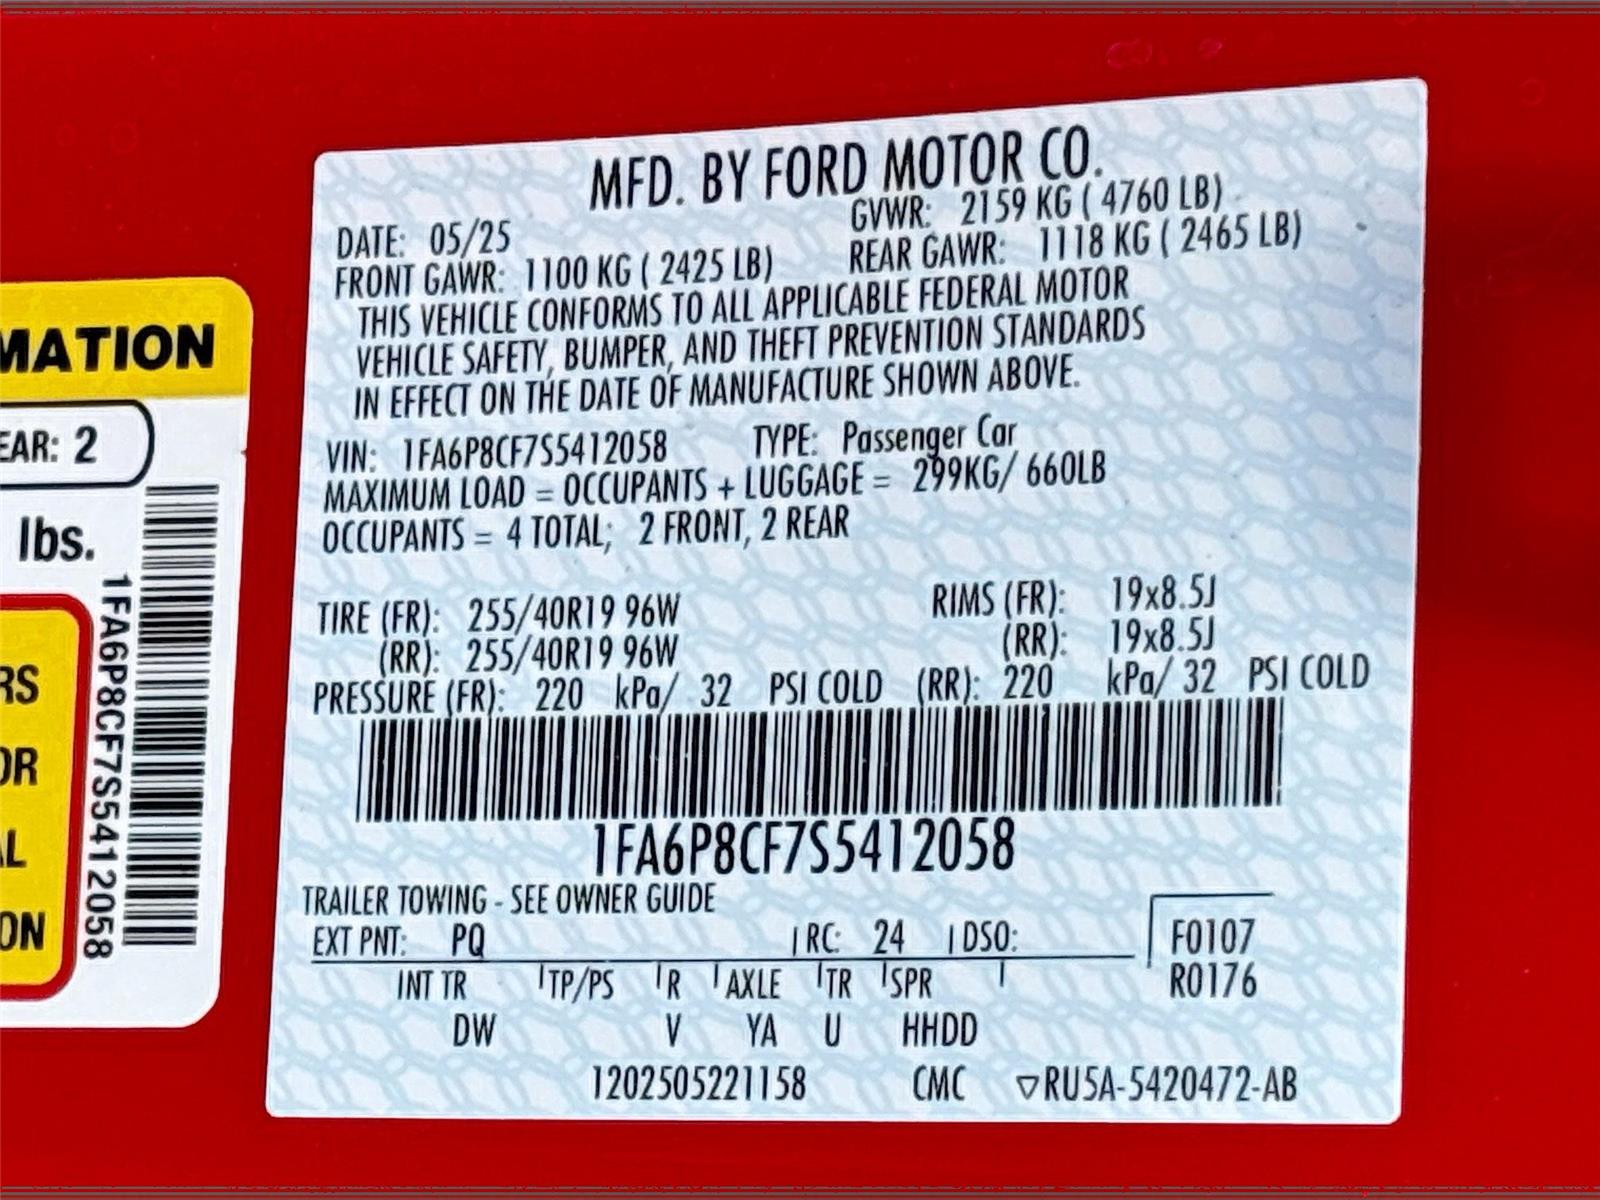 MFD. BY FORD MOTOR CO.
DATE: 05/25 GVWR: 2159 KG ( 4760 LB)
FRONT GAWR: 1100 KG ( 2425 LB) REAR GAWR: 1118 KG ( 2465 LB)
THIS VEHICLE CONFORMS TO ALL APPLICABLE FEDERAL MOTOR
VEHICLE SAFETY, BUMPER, AND THEFT PREVENTION STANDARDS
IN EFFECT ON THE DATE OF MANUFACTURE SHOWN ABOVE.
VIN: 1FA6P8CF7S5412058 TYPE: Passenger Car
MAXIMUM LOAD = OCCUPANTS + LUGGAGE = 299KG/ 660LB
OCCUPANTS = 4 TOTAL; 2 FRONT, 2 REAR
TIRE (FR): 255/40R19 96W RIMS (FR): 19x8.5J
(RR): 255/40R19 96W (RR): 19x8.5J
PRESSURE (FR): 220 kPa/ 32 PSI COLD (RR): 220 kPa/ 32 PSI COLD
1FA6P8CF7S5412058
TRAILER TOWING - SEE OWNER GUIDE
EXT PNT: PQ RC: 24 DSO: F0107
INT TR TP/PS R AXLE TR SPR R0176
DW V YA U HHDD
1202505221158 CMC ▽RU5A-5420472-AB
MATION
EAR: 2
lbs.
RS
OR
AL
ON
1FA6P8CF7S5412058